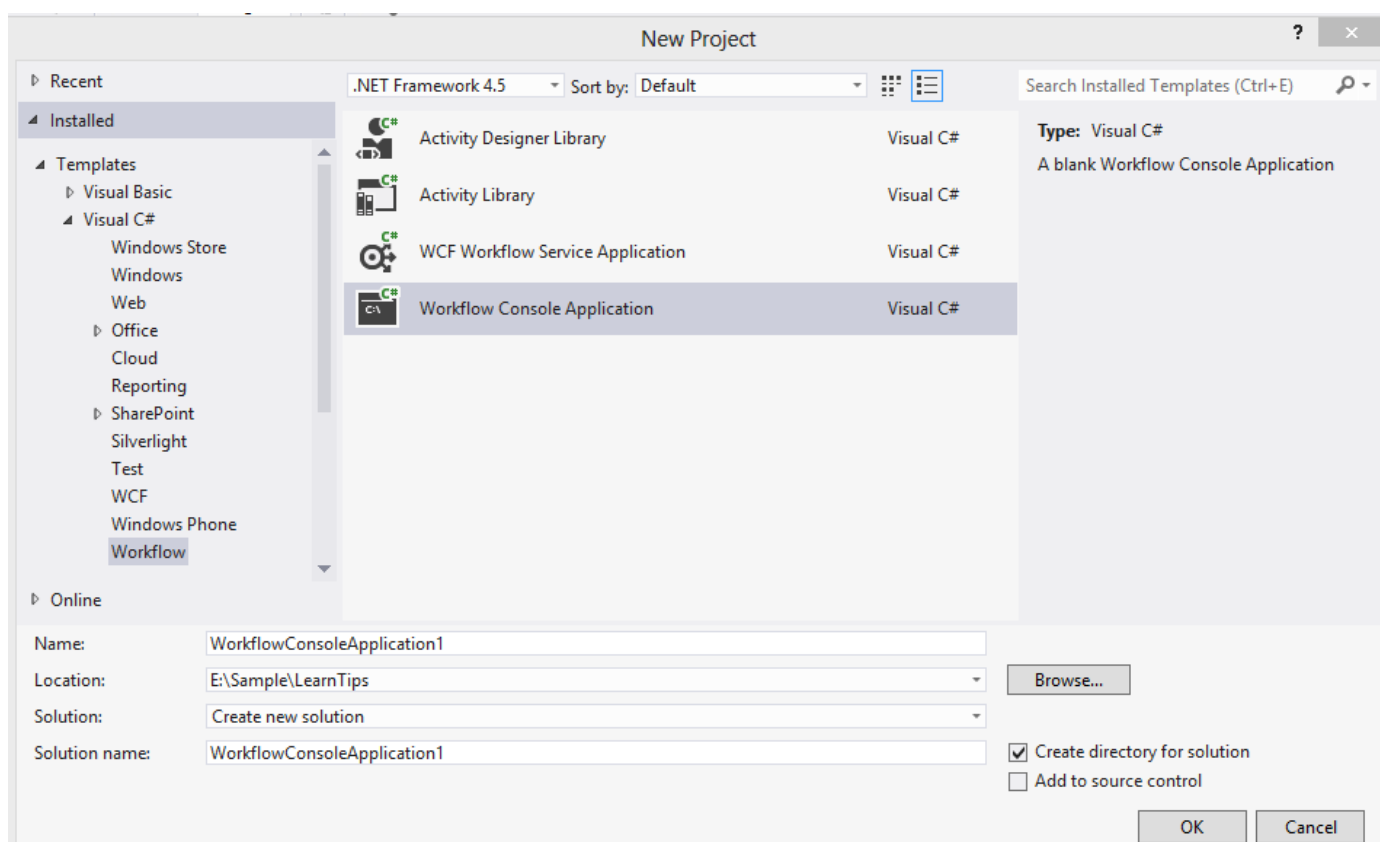 New Project
?
Recent
.NET Framework 4.5 Sort by: Default
Search Installed Templates (Ctrl+E)
Installed
Templates
Visual Basic
Visual C#
Windows Store
Windows
Web
Office
Cloud
Reporting
SharePoint
Silverlight
Test
WCF
Windows Phone
Workflow
Online
C#
Activity Designer Library Visual C#
C#
Activity Library Visual C#
C#
WCF Workflow Service Application Visual C#
C#
C:\
Workflow Console Application Visual C#
Type: Visual C#
A blank Workflow Console Application
Name: WorkflowConsoleApplication1
Location: E:\Sample\LearnTips Browse...
Solution: Create new solution
Solution name: WorkflowConsoleApplication1
Create directory for solution
Add to source control
OK Cancel